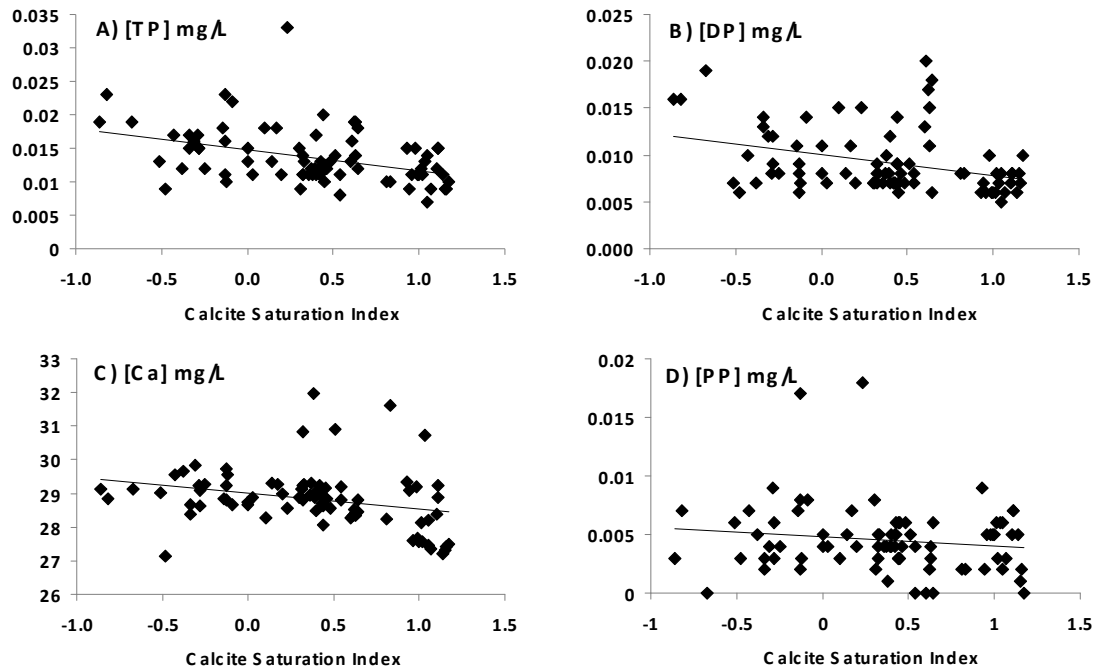 A) [TP] mg/L
0.035
0.03
0.025
0.02
0.015
0.01
0.005
0
-1.0 -0.5 0.0 0.5 1.0 1.5
Calcite Saturation Index
B) [DP] mg/L
0.025
0.020
0.015
0.010
0.005
0.000
-1.0 -0.5 0.0 0.5 1.0 1.5
Calcite Saturation Index
C) [Ca] mg/L
33
32
31
30
29
28
27
26
-1.0 -0.5 0.0 0.5 1.0 1.5
Calcite Saturation Index
D) [PP] mg/L
0.02
0.015
0.01
0.005
0
-1 -0.5 0 0.5 1 1.5
Calcite Saturation Index